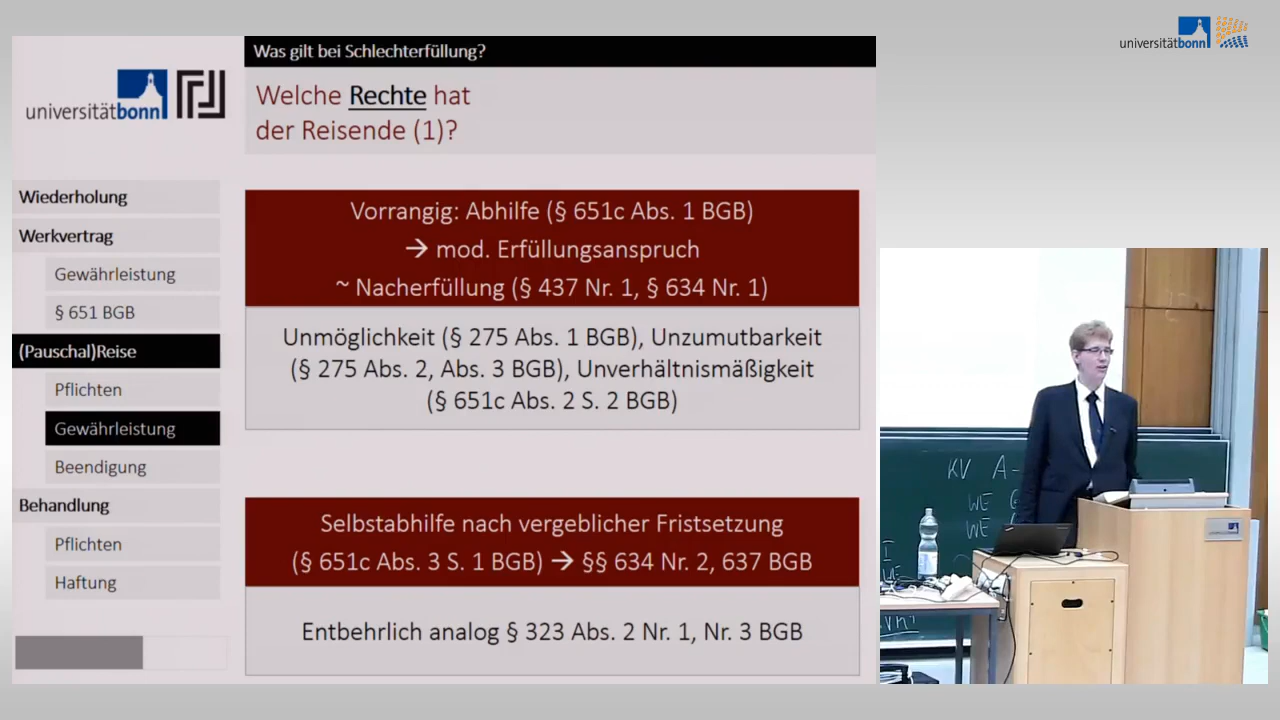 universitätbonn
Was gilt bei Schlechterfüllung?
universitätbonn
Welche Rechte hat
der Reisende (1)?
Wiederholung
Werkvertrag
Gewährleistung
§ 651 BGB
(Pauschal)Reise
Pflichten
Gewährleistung
Beendigung
Behandlung
Pflichten
Haftung
Vorrangig: Abhilfe (§ 651c Abs. 1 BGB)
→ mod. Erfüllungsanspruch
~ Nacherfüllung (§ 437 Nr. 1, § 634 Nr. 1)
Unmöglichkeit (§ 275 Abs. 1 BGB), Unzumutbarkeit
(§ 275 Abs. 2, Abs. 3 BGB), Unverhältnismäßigkeit
(§ 651c Abs. 2 S. 2 BGB)
Selbstabhilfe nach vergeblicher Fristsetzung
(§ 651c Abs. 3 S. 1 BGB) → §§ 634 Nr. 2, 637 BGB
Entbehrlich analog § 323 Abs. 2 Nr. 1, Nr. 3 BGB
KV A-
WE
WE